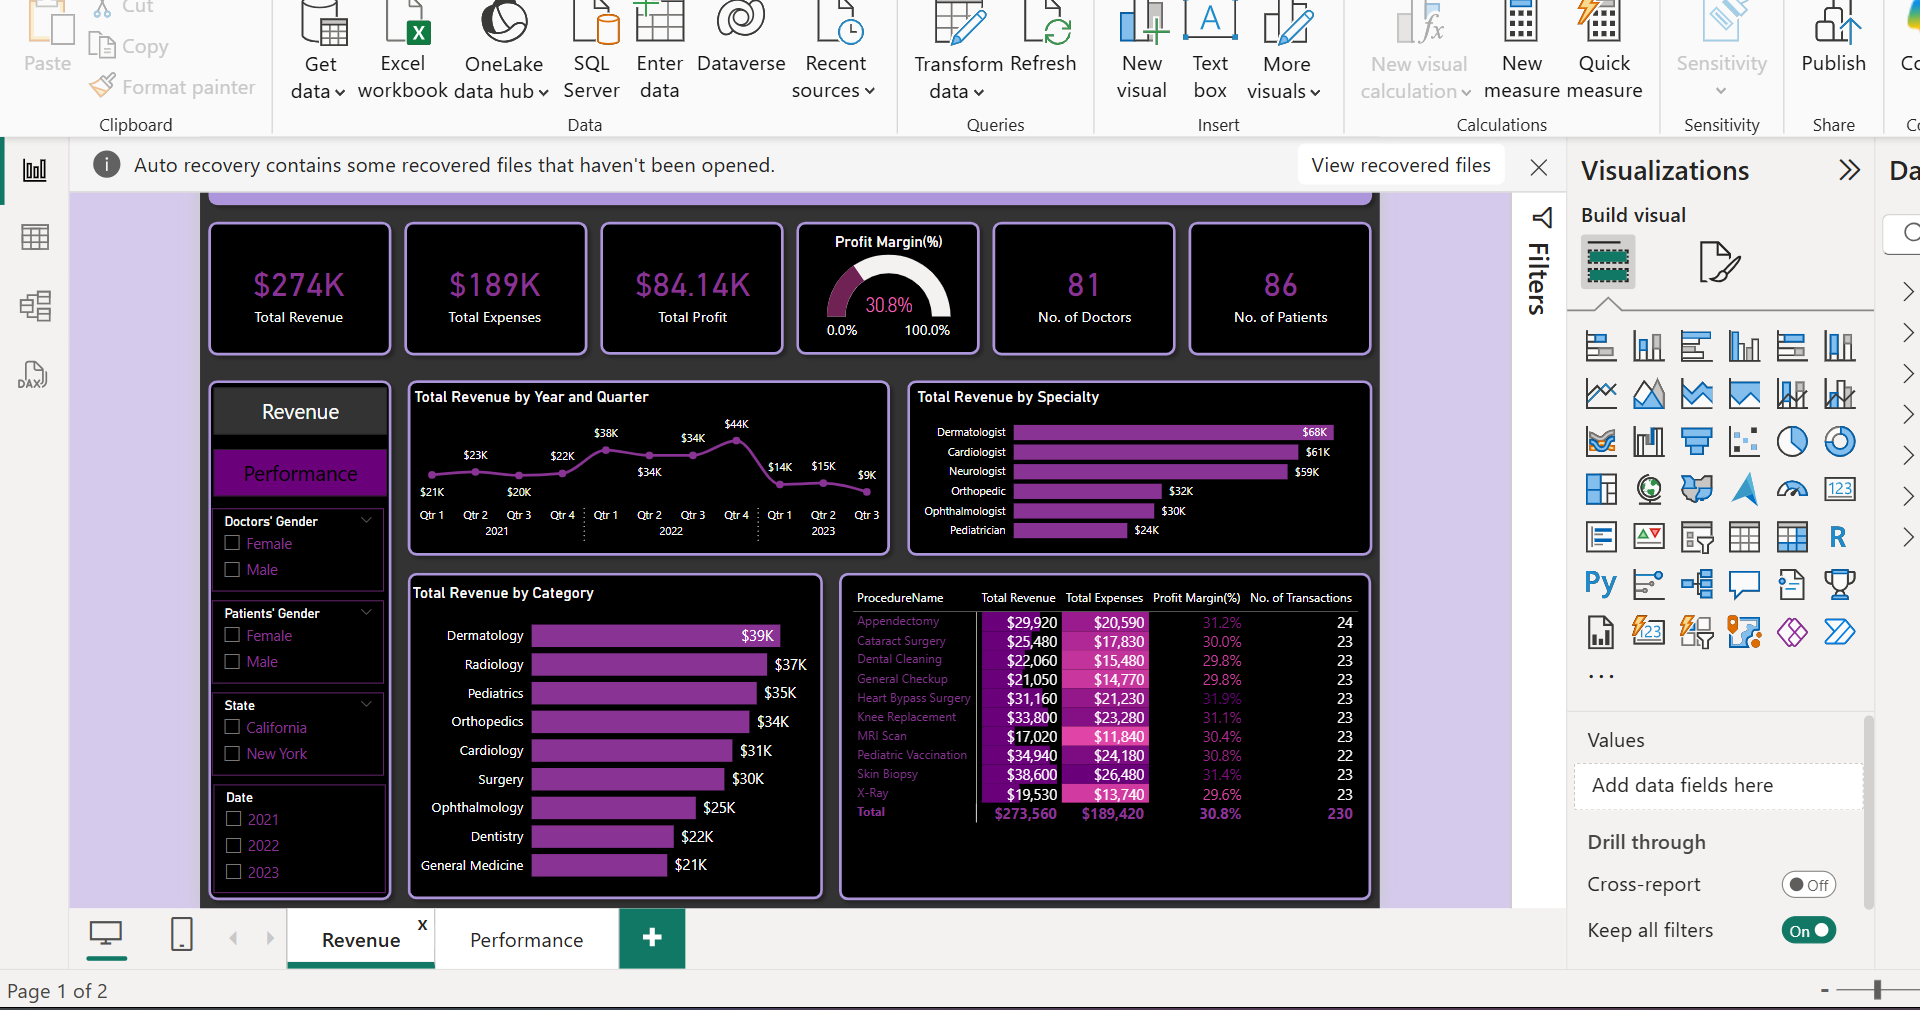 Cut
Paste
Copy
Format painter
Clipboard
Get data
Excel workbook
OneLake data hub
SQL Server
Enter data
Dataverse
Recent sources
Data
Transform data
Refresh
Queries
New visual
Text box
More visuals
Insert
New visual calculation
New measure
Quick measure
Calculations
Sensitivity
Sensitivity
Publish
Share
Auto recovery contains some recovered files that haven't been opened.
View recovered files
$274K
Total Revenue
$189K
Total Expenses
$84.14K
Total Profit
Profit Margin(%)
30.8%
0.0% 100.0%
81
No. of Doctors
86
No. of Patients
Revenue
Performance
Doctors' Gender
Female
Male
Patients' Gender
Female
Male
State
California
New York
Date
2021
2022
2023
Total Revenue by Year and Quarter
$21K $23K $20K $22K $38K $34K $34K $44K $14K $15K $9K
Qtr 1 Qtr 2 Qtr 3 Qtr 4 Qtr 1 Qtr 2 Qtr 3 Qtr 4 Qtr 1 Qtr 2 Qtr 3
2021 2022 2023
Total Revenue by Specialty
Dermatologist $68K
Cardiologist $61K
Neurologist $59K
Orthopedic $32K
Ophthalmologist $30K
Pediatrician $24K
Total Revenue by Category
Dermatology $39K
Radiology $37K
Pediatrics $35K
Orthopedics $34K
Cardiology $31K
Surgery $30K
Ophthalmology $25K
Dentistry $22K
General Medicine $21K
ProcedureName Total Revenue Total Expenses Profit Margin(%) No. of Transactions
Appendectomy $29,920 $20,590 31.2% 24
Cataract Surgery $25,480 $17,830 30.0% 23
Dental Cleaning $22,060 $15,480 29.8% 23
General Checkup $21,050 $14,770 29.8% 23
Heart Bypass Surgery $31,160 $21,230 31.9% 23
Knee Replacement $33,800 $23,280 31.1% 23
MRI Scan $17,020 $11,840 30.4% 23
Pediatric Vaccination $34,940 $24,180 30.8% 22
Skin Biopsy $38,600 $26,480 31.4% 23
X-Ray $19,530 $13,740 29.6% 23
Total $273,560 $189,420 30.8% 230
Filters
Visualizations
Build visual
123
R
Py
123
...
Values
Add data fields here
Drill through
Cross-report
Off
Keep all filters
On
DAX
Revenue
x
Performance
+
Page 1 of 2